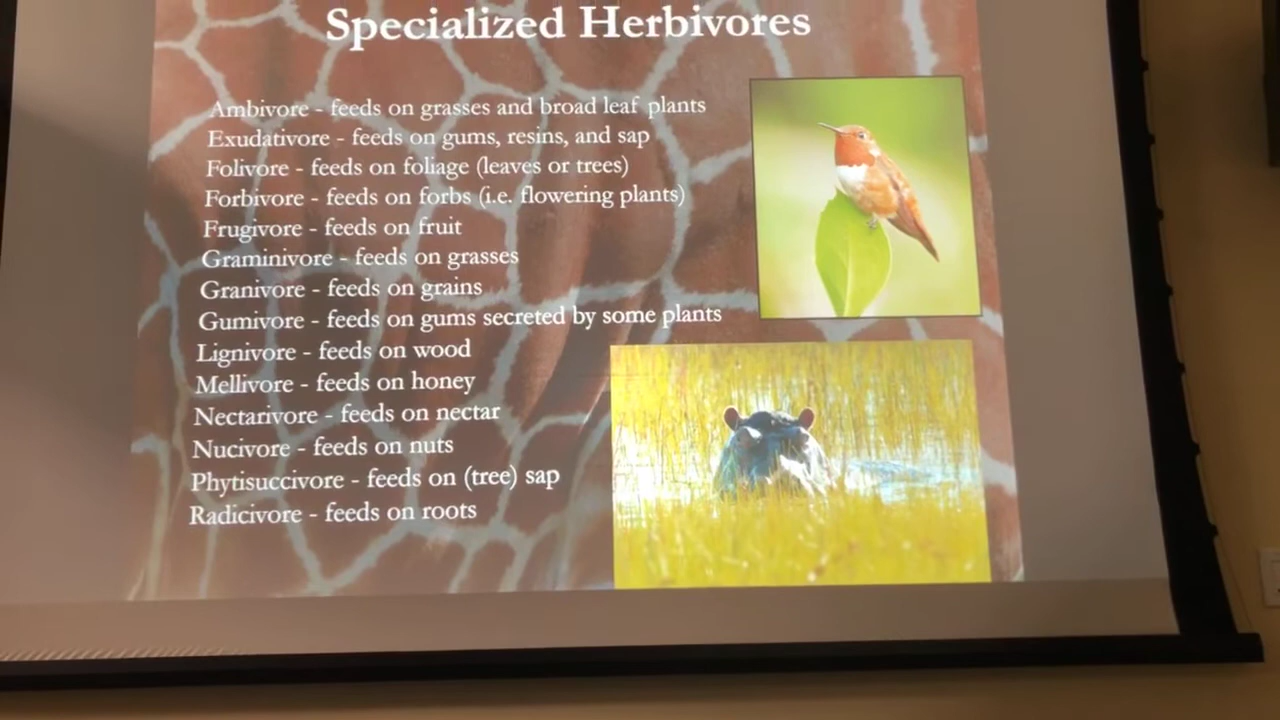 Specialized Herbivores
Ambivore - feeds on grasses and broad leaf plants
Exudativore - feeds on gums, resins, and sap
Folivore - feeds on foliage (leaves or trees)
Forbivore - feeds on forbs (i.e. flowering plants)
Frugivore - feeds on fruit
Graminivore - feeds on grasses
Granivore - feeds on grains
Gumivore - feeds on gums secreted by some plants
Lignivore - feeds on wood
Mellivore - feeds on honey
Nectarivore - feeds on nectar
Nucivore - feeds on nuts
Phytisuccivore - feeds on (tree) sap
Radicivore - feeds on roots